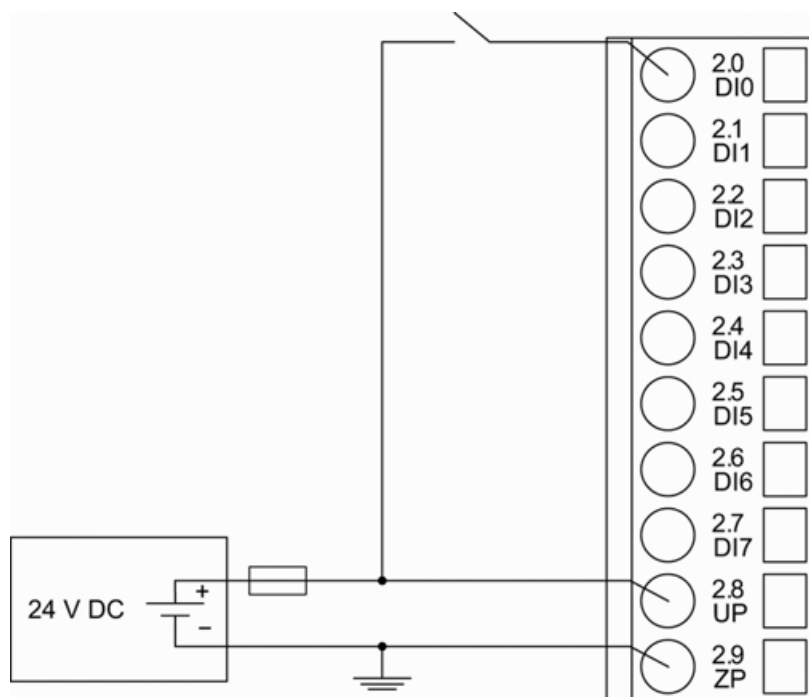 2.0
DI0
2.1
DI1
2.2
DI2
2.3
DI3
2.4
DI4
2.5
DI5
2.6
DI6
2.7
DI7
24 V DC
+
–
2.8
UP
2.9
ZP